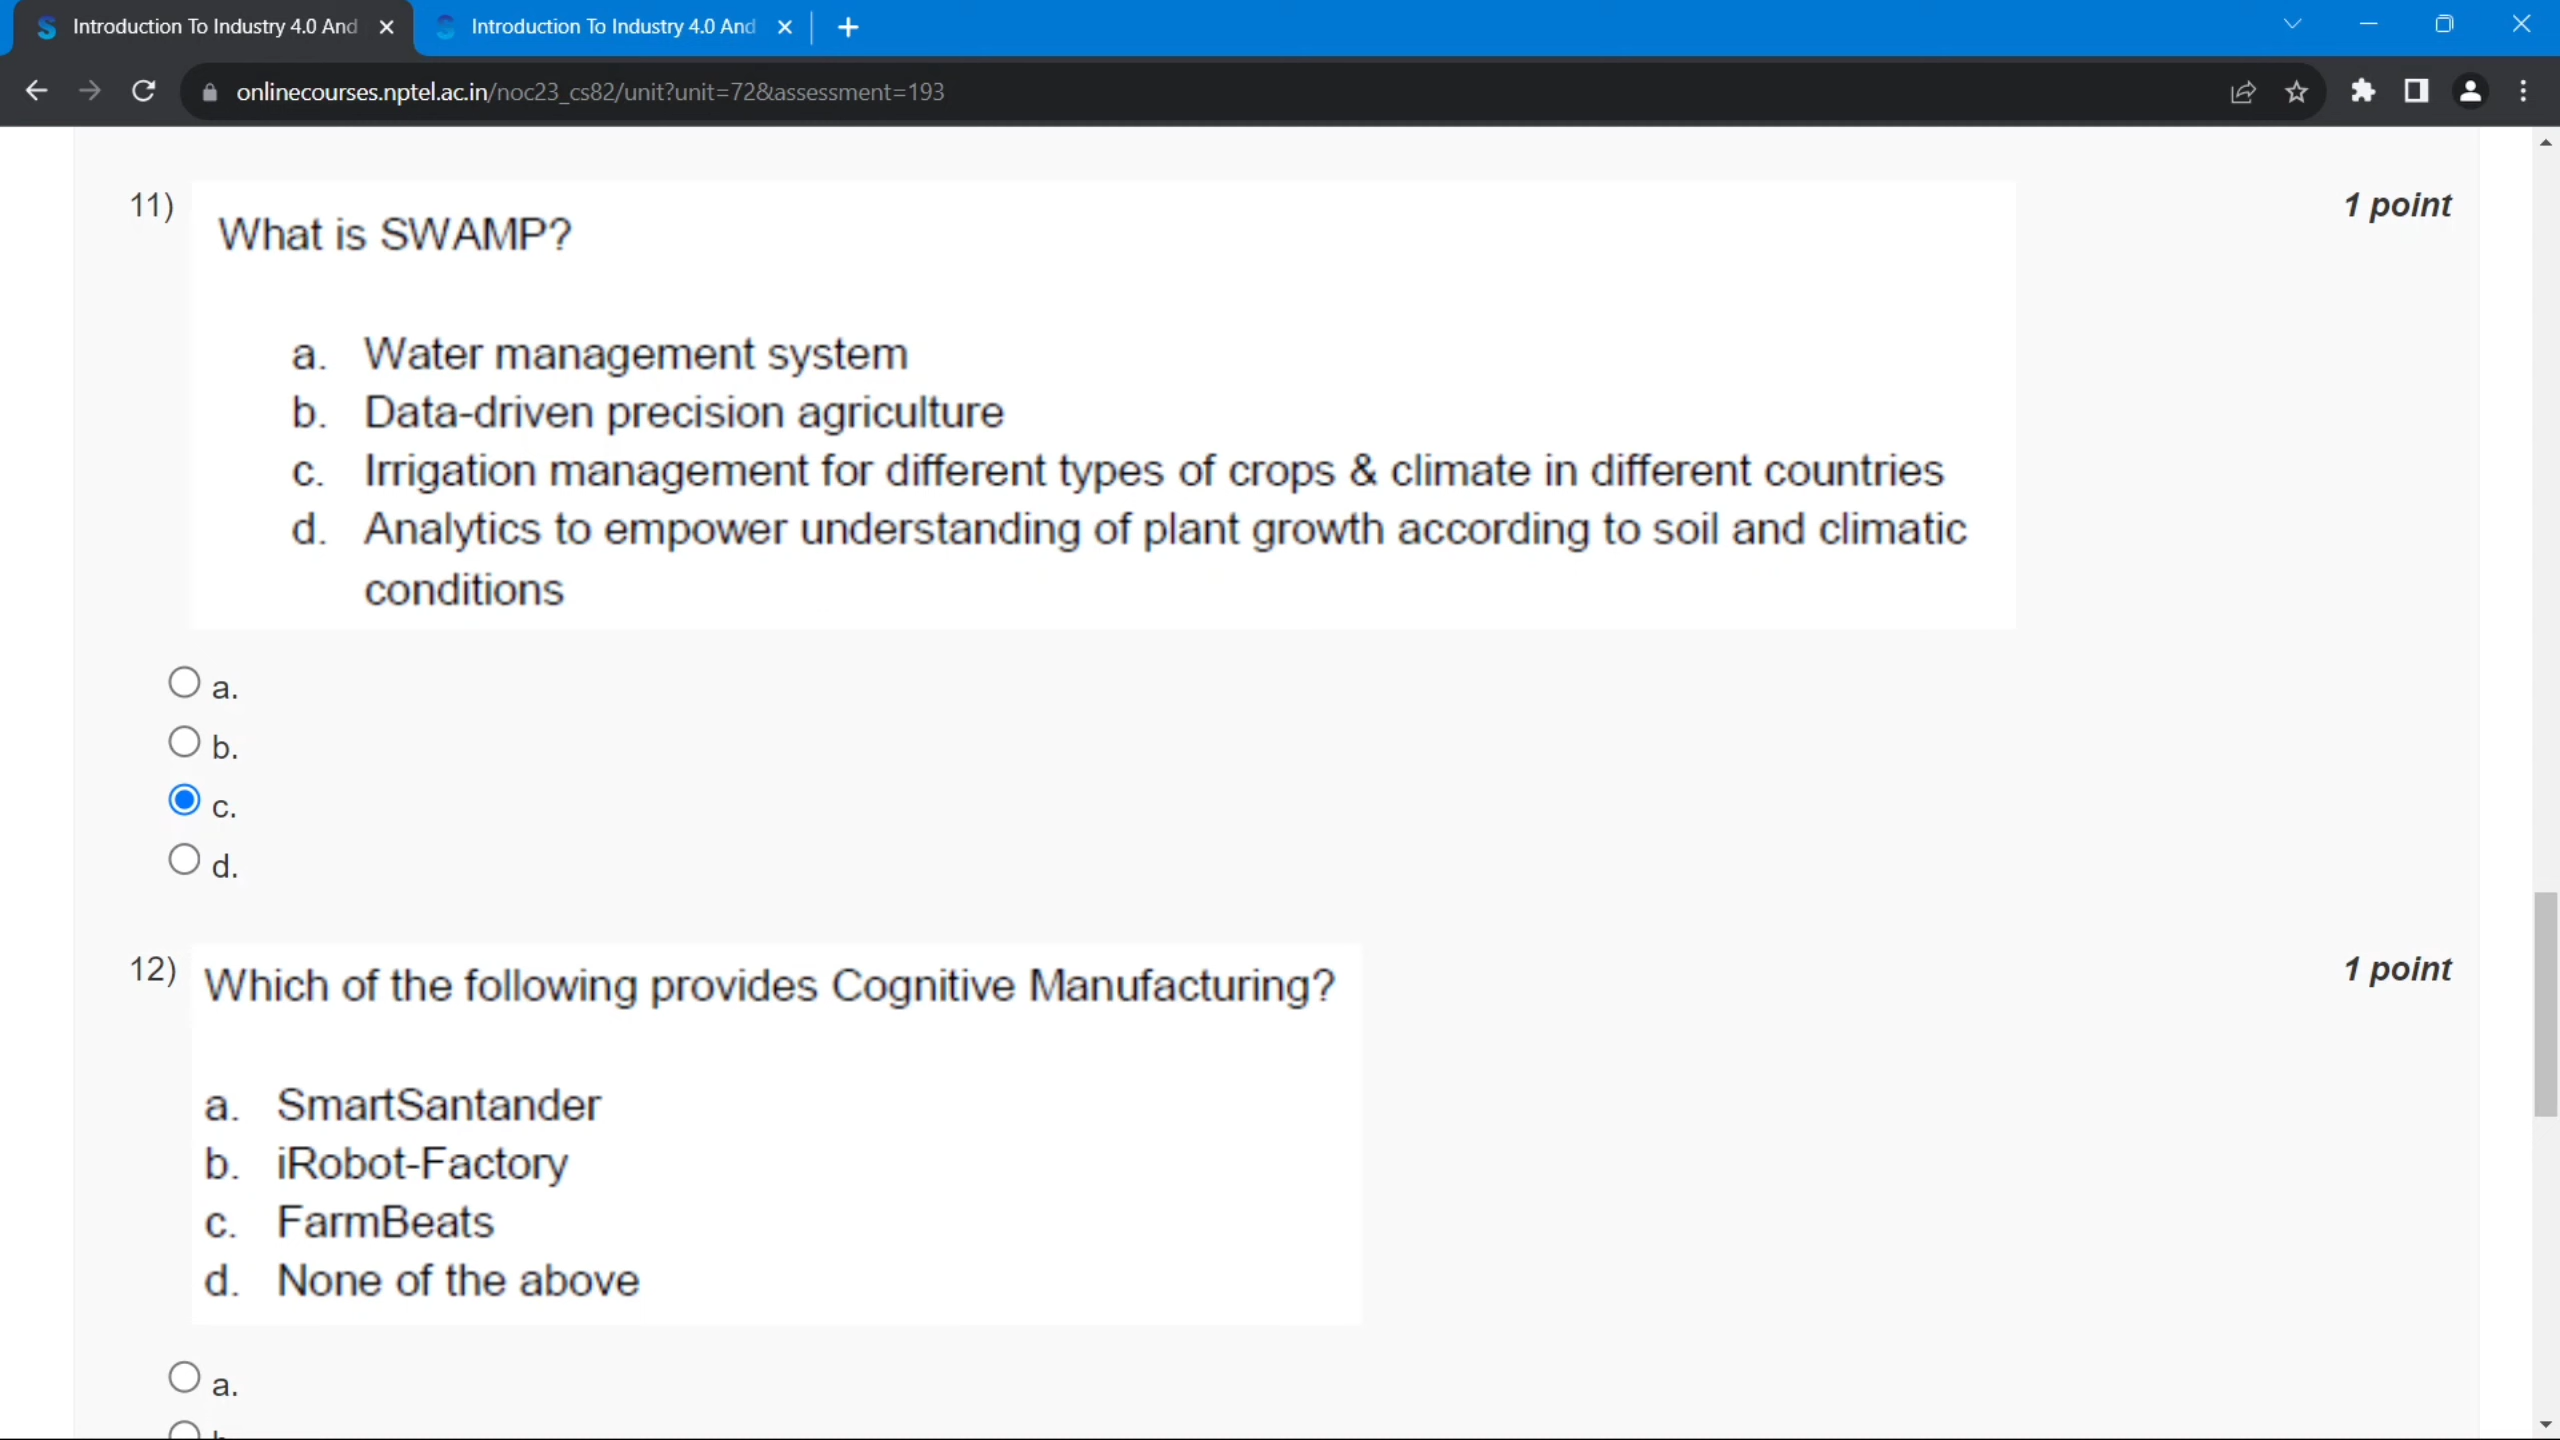 Introduction To Industry 4.0 And
Introduction To Industry 4.0 And
onlinecourses.nptel.ac.in/noc23_cs82/unit?unit=72&assessment=193
11)
1 point
What is SWAMP?
a. Water management system
b. Data-driven precision agriculture
c. Irrigation management for different types of crops & climate in different countries
d. Analytics to empower understanding of plant growth according to soil and climatic
conditions
a.
b.
c.
d.
12)
1 point
Which of the following provides Cognitive Manufacturing?
a. SmartSantander
b. iRobot-Factory
c. FarmBeats
d. None of the above
a.